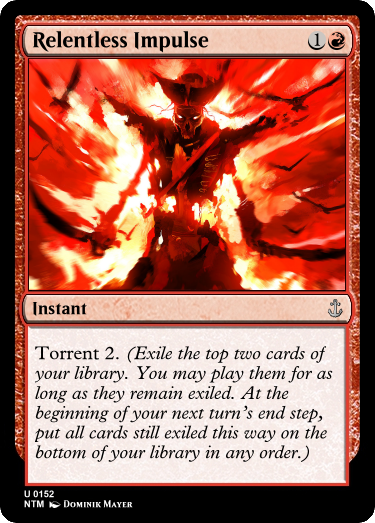 Relentless Impulse 1
Instant
Torrent 2. (Exile the top two cards of
your library. You may play them for as
long as they remain exiled. At the
beginning of your next turn's end step,
put all cards still exiled this way on the
bottom of your library in any order.)
U 0152
NTM Dominik Mayer